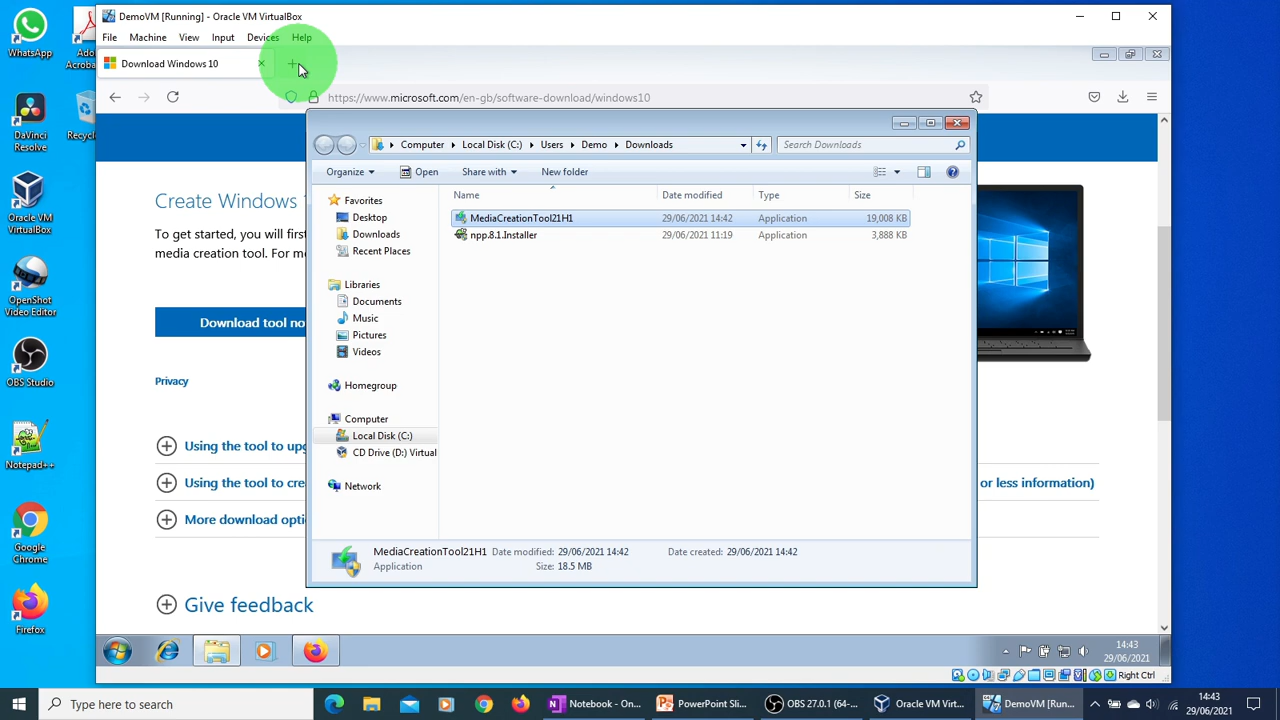 WhatsApp
Ado
Acroba
DaVinci
Resolve
Recycl
Oracle VM
VirtualBox
OpenShot
Video Editor
OBS Studio
Notepad++
Google
Chrome
Firefox
DemoVM [Running] - Oracle VM VirtualBox
File Machine View Input Devices Help
Download Windows 10
https://www.microsoft.com/en-gb/software-download/windows10
Create Windows 1
To get started, you will first
media creation tool. For mo
Download tool no
Privacy
Using the tool to upg
Using the tool to cre
or less information)
More download opti
Give feedback
Computer Local Disk (C:) Users Demo Downloads
Search Downloads
Organize Open Share with New folder
Name Date modified Type Size
MediaCreationTool21H1 29/06/2021 14:42 Application 19,008 KB
npp.8.1.Installer 29/06/2021 11:19 Application 3,888 KB
Favorites
Desktop
Downloads
Recent Places
Libraries
Documents
Music
Pictures
Videos
Homegroup
Computer
Local Disk (C:)
CD Drive (D:) Virtual
Network
MediaCreationTool21H1 Date modified: 29/06/2021 14:42 Date created: 29/06/2021 14:42
Application Size: 18.5 MB
14:43
29/06/2021
Right Ctrl
Type here to search
Notebook - On...
PowerPoint Sli...
OBS 27.0.1 (64-...
Oracle VM Virt...
DemoVM [Run...
14:43
29/06/2021